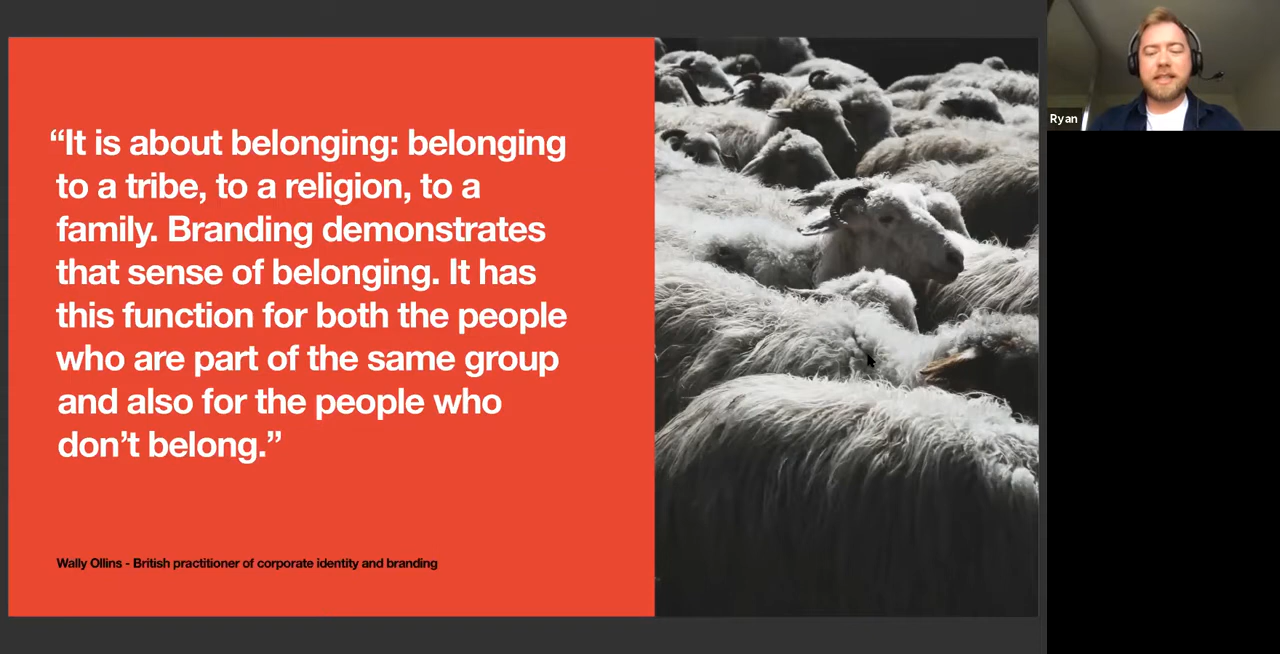 “It is about belonging: belonging
to a tribe, to a religion, to a
family. Branding demonstrates
that sense of belonging. It has
this function for both the people
who are part of the same group
and also for the people who
don’t belong.”
Wally Ollins - British practitioner of corporate identity and branding
Ryan